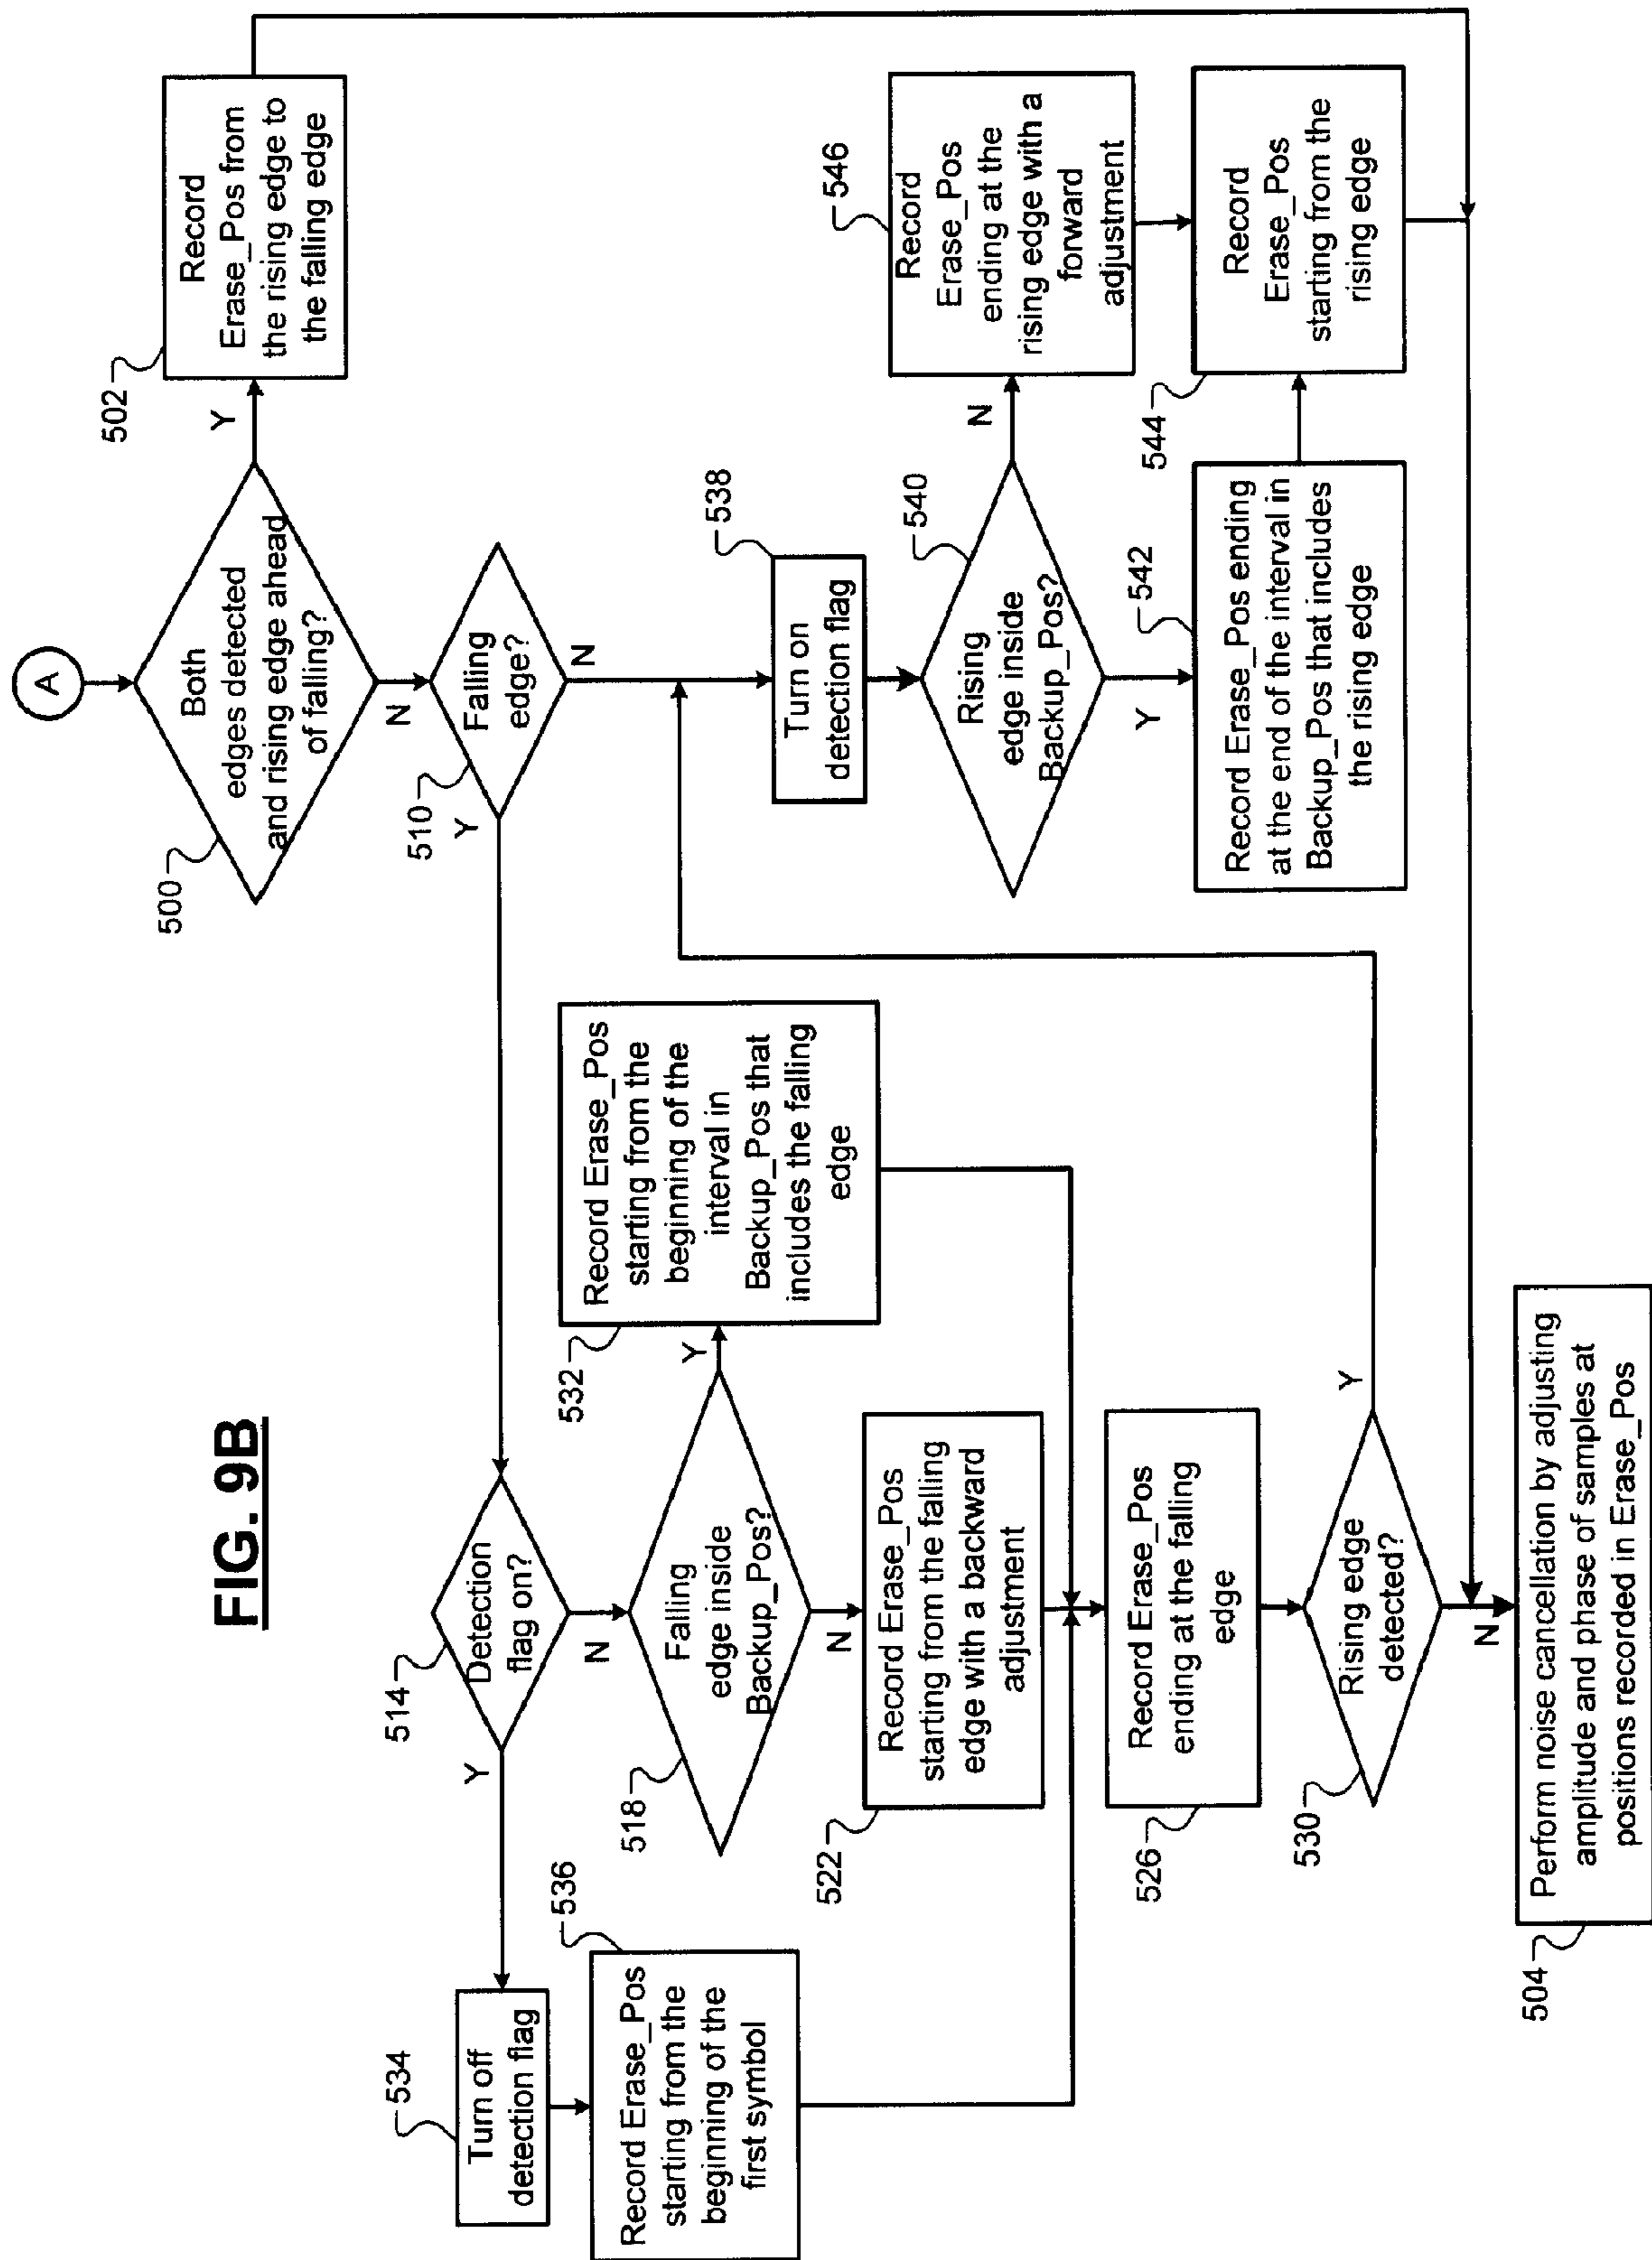 FIG. 9B
A
500
Both
edges detected
and rising edge ahead
of falling?
Y
N
502
Record
Erase_Pos from
the rising edge to
the falling edge
510
Falling
edge?
Y
N
514
Detection
flag on?
Y
N
534
Turn off
detection flag
536
Record Erase_Pos
starting from the
beginning of the
first symbol
518
Falling
edge inside
Backup_Pos?
Y
N
532
Record Erase_Pos
starting from the
beginning of the
interval in
Backup_Pos that
includes the falling
edge
522
Record Erase_Pos
starting from the falling
edge with a backward
adjustment
526
Record Erase_Pos
ending at the falling
edge
530
Rising edge
detected?
Y
N
538
Turn on
detection flag
540
Rising
edge inside
Backup_Pos?
N
Y
546
Record
Erase_Pos
ending at the
rising edge with a
forward
adjustment
542
Record Erase_Pos ending
at the end of the interval in
Backup_Pos that includes
the rising edge
544
Record
Erase_Pos
starting from the
rising edge
504
Perform noise cancellation by adjusting
amplitude and phase of samples at
positions recorded in Erase_Pos